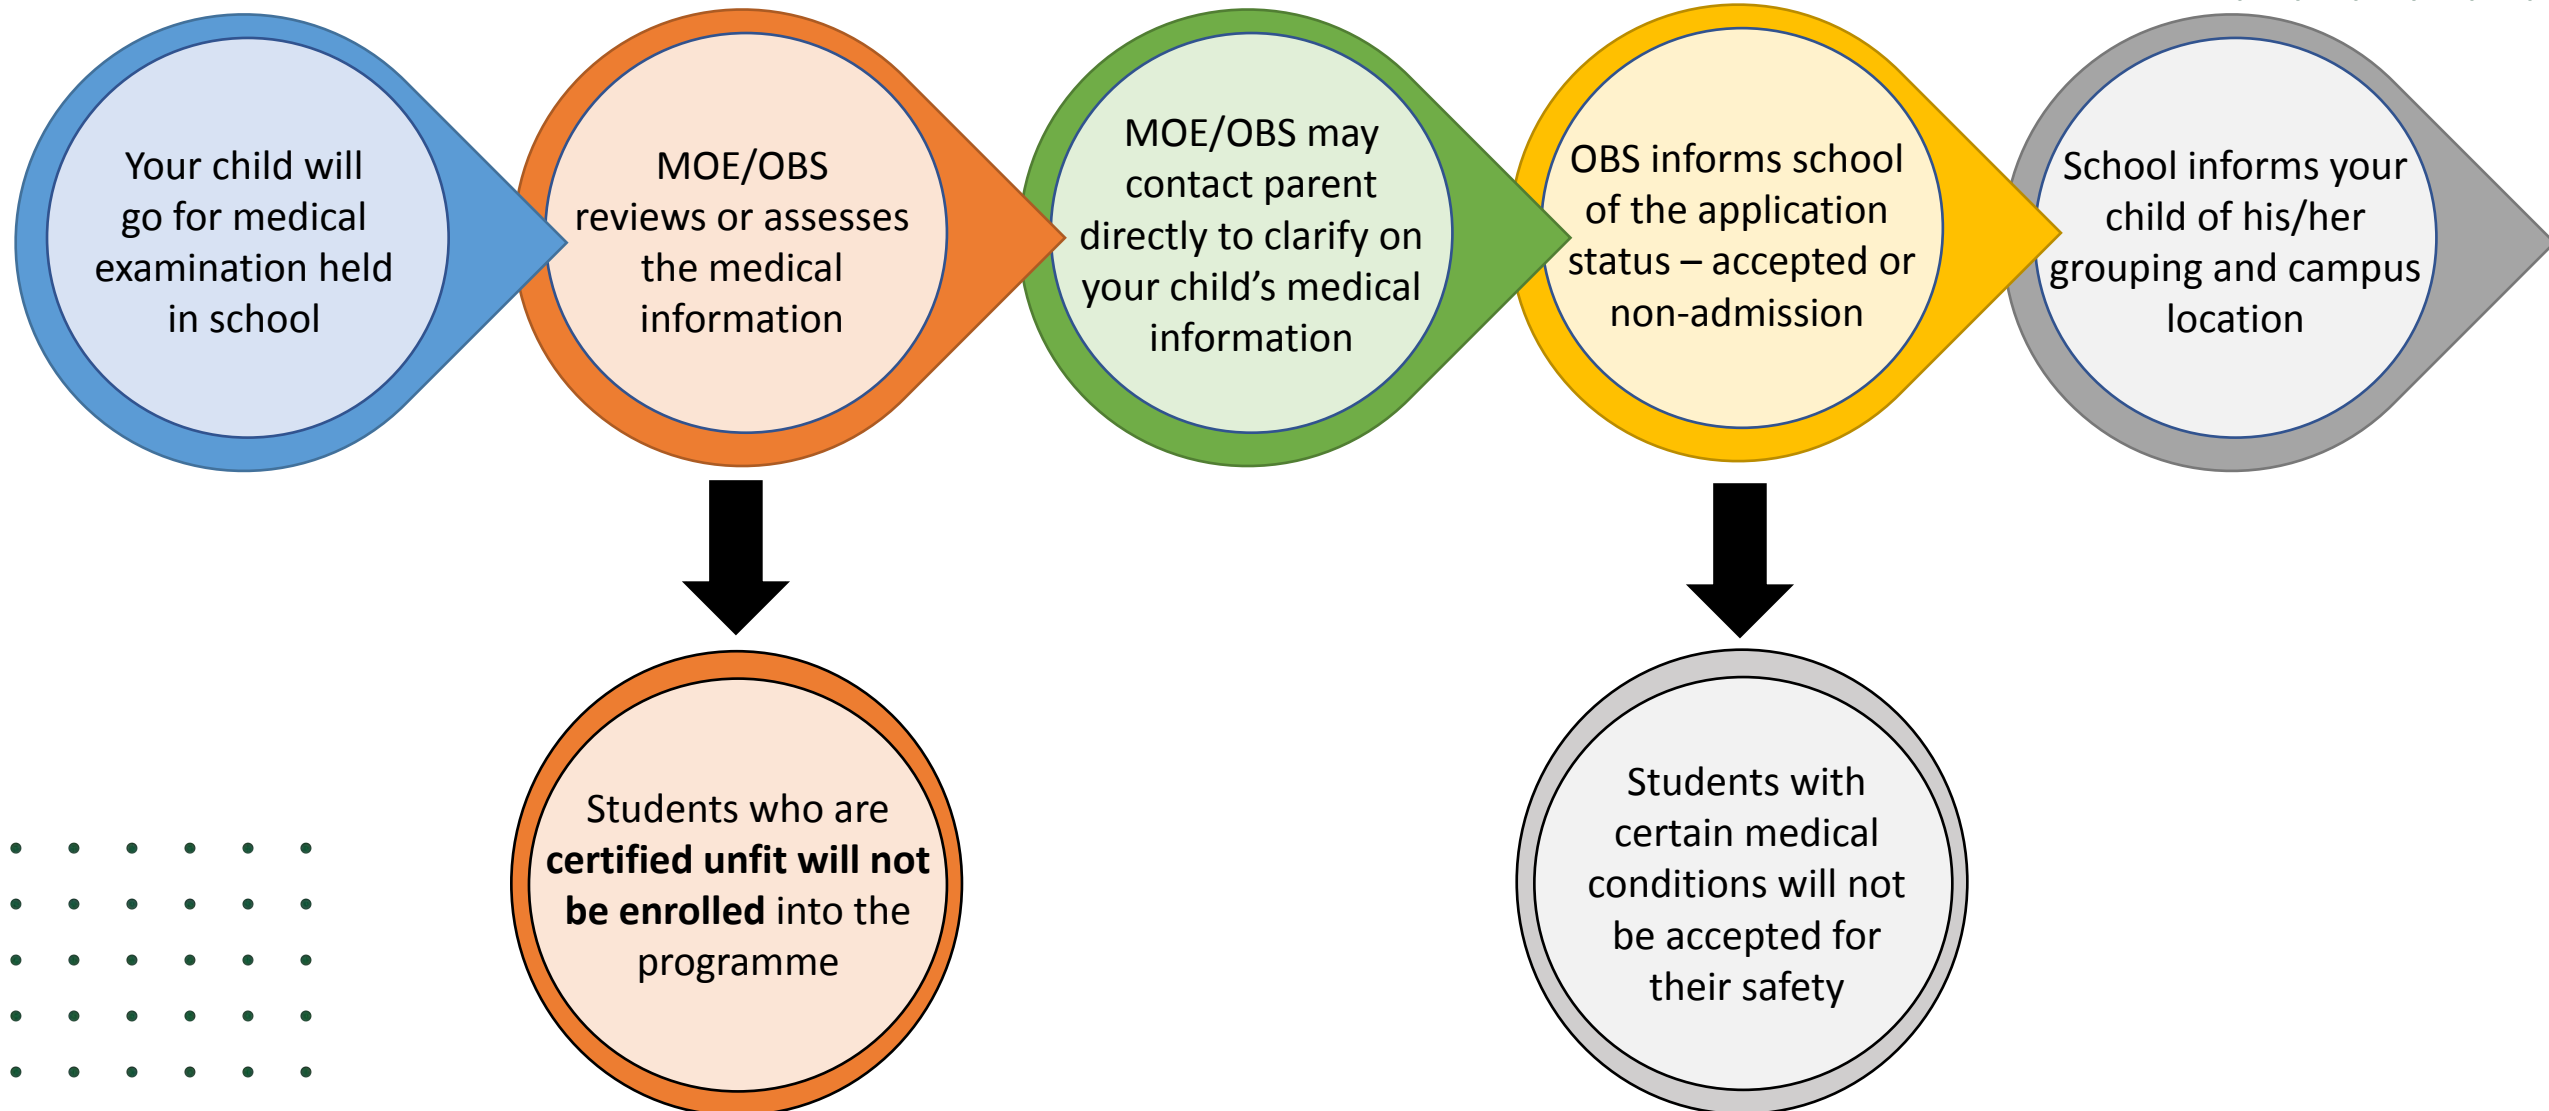 Your child will
go for medical
examination held
in school
MOE/OBS
reviews or assesses
the medical
information
MOE/OBS may
contact parent
directly to clarify on
your child’s medical
information
OBS informs school
of the application
status – accepted or
non-admission
School informs your
child of his/her
grouping and campus
location
Students who are
certified unfit will not
be enrolled into the
programme
Students with
certain medical
conditions will not
be accepted for
their safety